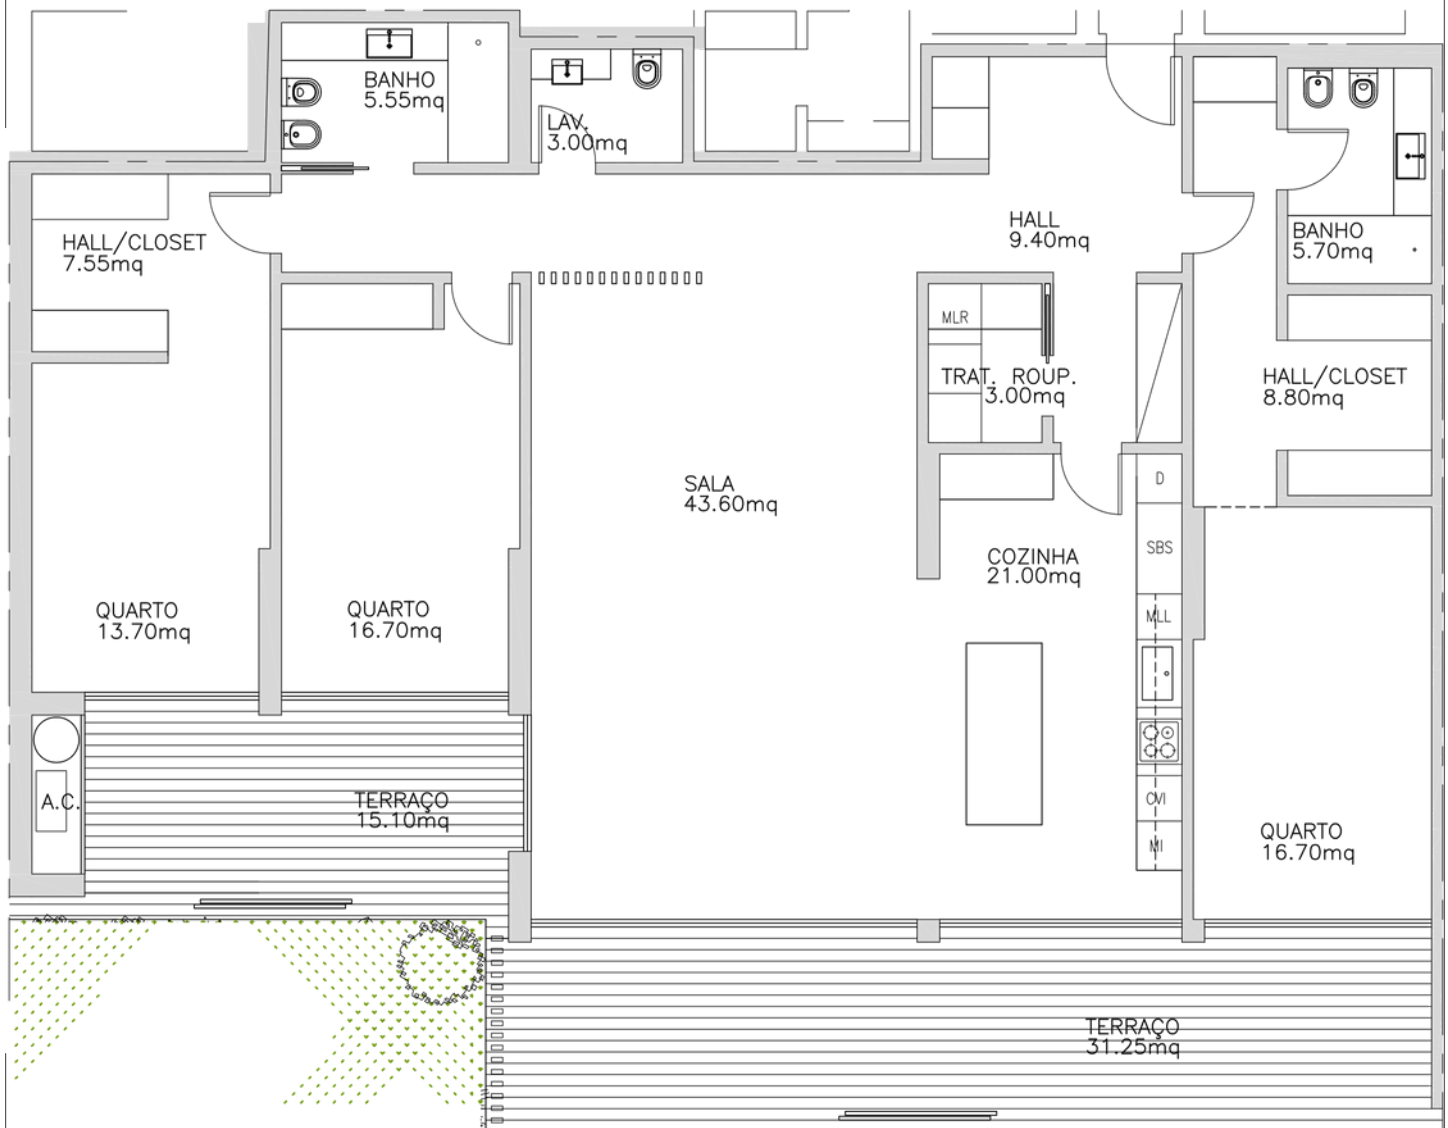 BANHO
5.55mq
LAV.
3.00mq
HALL/CLOSET
7.55mq
HALL
9.40mq
BANHO
5.70mq
MLR
TRAT. ROUP.
3.00mq
HALL/CLOSET
8.80mq
SALA
43.60mq
D
SBS
COZINHA
21.00mq
MLL
QUARTO
13.70mq
QUARTO
16.70mq
A.C.
TERRAÇO
15.10mq
CVI
MI
QUARTO
16.70mq
TERRAÇO
31.25mq